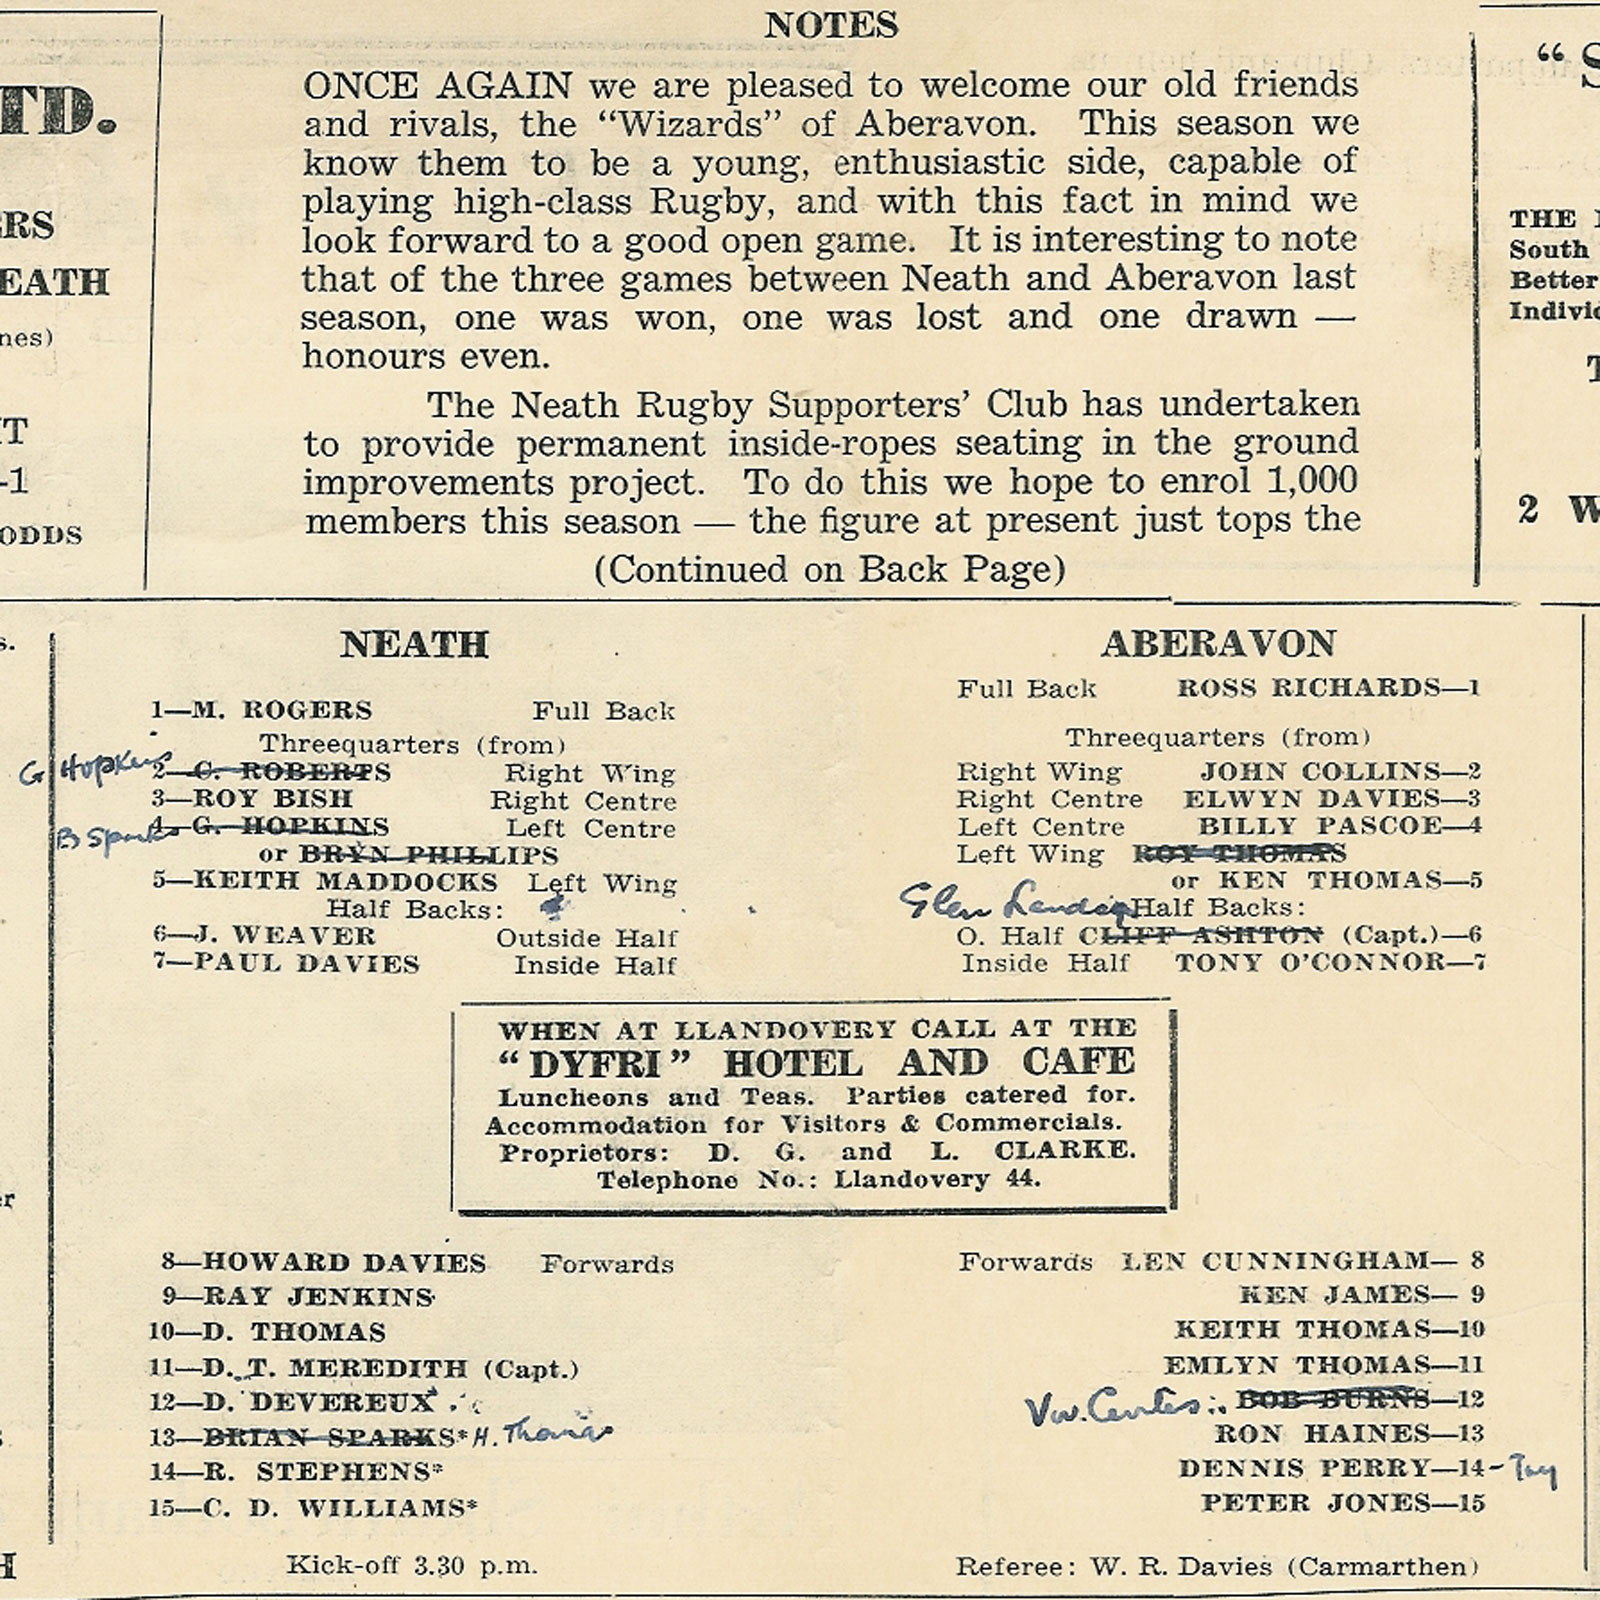 NOTES
ONCE AGAIN we are pleased to welcome our old friends
and rivals, the “Wizards” of Aberavon. This season we
know them to be a young, enthusiastic side, capable of
playing high-class Rugby, and with this fact in mind we
look forward to a good open game. It is interesting to note
that of the three games between Neath and Aberavon last
season, one was won, one was lost and one drawn —
honours even.
The Neath Rugby Supporters’ Club has undertaken
to provide permanent inside-ropes seating in the ground
improvements project. To do this we hope to enrol 1,000
members this season — the figure at present just tops the
(Continued on Back Page)
TD.
ERS
EATH
nes)
IT
-1
ODDS
“S
THE
South
Better
Individ
T
2 W
s.
er
H
NEATH
1—M. ROGERS Full Back
Threequarters (from)
G Hopkins 2—C. ROBERTS Right Wing
3—ROY BISH Right Centre
B Sparks 4—G. HOPKINS Left Centre
or BRYN PHILLIPS
5—KEITH MADDOCKS Left Wing
Half Backs:
6—J. WEAVER Outside Half
7—PAUL DAVIES Inside Half
ABERAVON
Full Back ROSS RICHARDS—1
Threequarters (from)
Right Wing JOHN COLLINS—2
Right Centre ELWYN DAVIES—3
Left Centre BILLY PASCOE—4
Left Wing ROY THOMAS
or KEN THOMAS—5
Glen Half Backs:
O. Half CLIFF ASHTON (Capt.)—6
Inside Half TONY O’CONNOR—7
WHEN AT LLANDOVERY CALL AT THE
“DYFRI” HOTEL AND CAFE
Luncheons and Teas. Parties catered for.
Accommodation for Visitors & Commercials.
Proprietors: D. G. and L. CLARKE.
Telephone No.: Llandovery 44.
8—HOWARD DAVIES Forwards
9—RAY JENKINS
10—D. THOMAS
11—D. T. MEREDITH (Capt.)
12—D. DEVEREUX
13—BRIAN SPARKS* H. Thomas
14—R. STEPHENS*
15—C. D. WILLIAMS*
Kick-off 3.30 p.m.
Forwards LEN CUNNINGHAM— 8
KEN JAMES— 9
KEITH THOMAS—10
EMLYN THOMAS—11
BOB BURNS—12
RON HAINES—13
DENNIS PERRY—14
PETER JONES—15
Referee: W. R. Davies (Carmarthen)